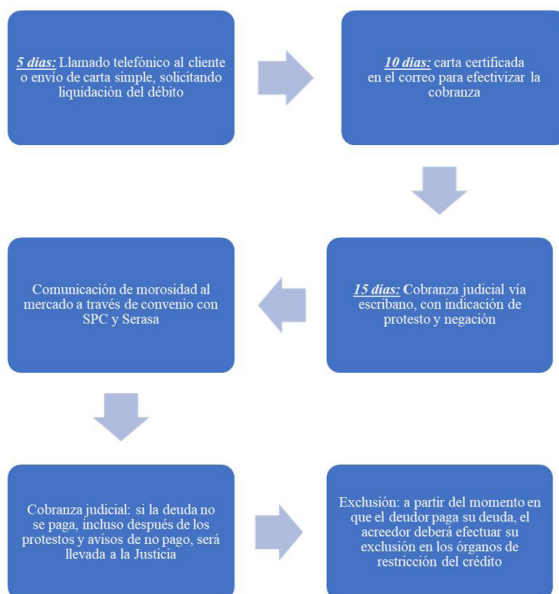 5 dias: Llamado telefónico al cliente
o envío de carta simple, solicitando
liquidación del débito
10 dias: carta certificada
en el correo para efectivizar la
cobranza
15 dias: Cobranza judicial vía
escribano, con indicación de
protesto y negación
Comunicación de morosidad al
mercado a través de convenio con
SPC y Serasa
Cobranza judicial: si la deuda no
se paga, incluso después de los
protestos y avisos de no pago, será
llevada a la Justicia
Exclusión: a partir del momento en
que el deudor paga su deuda, el
acreedor deberá efectuar su
exclusión en los órganos de
restricción del crédito